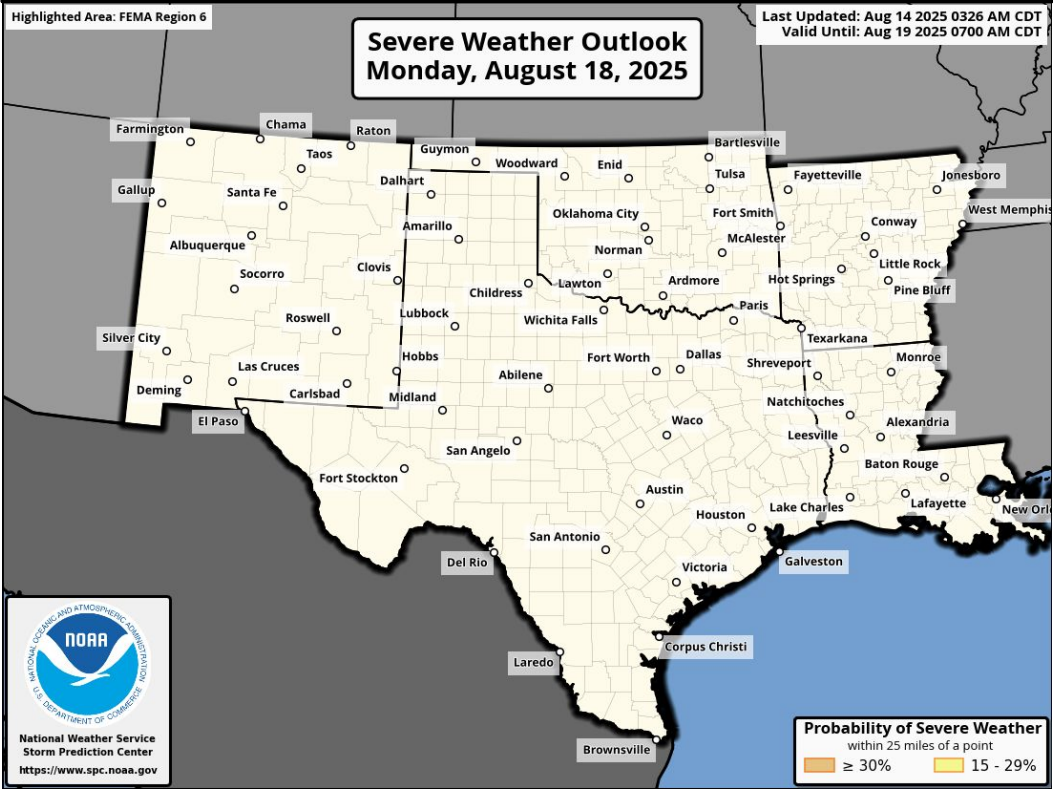 Highlighted Area: FEMA Region 6
Last Updated: Aug 14 2025 0326 AM CDT
Valid Until: Aug 19 2025 0700 AM CDT
Severe Weather Outlook
Monday, August 18, 2025
Farmington
Chama
Raton
Taos
Guymon
Woodward
Enid
Bartlesville
Tulsa
Fayetteville
Jonesboro
Gallup
Santa Fe
Dalhart
Oklahoma City
Fort Smith
West Memphis
Albuquerque
Amarillo
Norman
McAlester
Conway
Socorro
Clovis
Childress
Lawton
Ardmore
Hot Springs
Little Rock
Pine Bluff
Roswell
Lubbock
Wichita Falls
Paris
Texarkana
Silver City
Las Cruces
Hobbs
Fort Worth
Dallas
Shreveport
Monroe
Deming
Carlsbad
Midland
Abilene
Natchitoches
El Paso
Waco
Leesville
Alexandria
San Angelo
Fort Stockton
Baton Rouge
Austin
Houston
Lake Charles
Lafayette
New Orl
San Antonio
Del Rio
Victoria
Galveston
Laredo
Corpus Christi
Brownsville
NATIONAL OCEANIC AND ATMOSPHERIC ADMINISTRATION
NOAA
U.S. DEPARTMENT OF COMMERCE
National Weather Service
Storm Prediction Center
https://www.spc.noaa.gov
Probability of Severe Weather
within 25 miles of a point
≥ 30%
15 - 29%